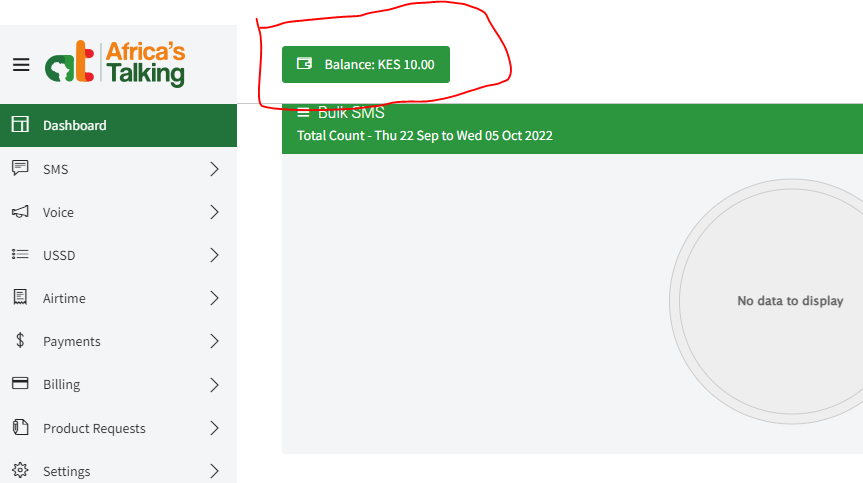 Africa's
Talking
Balance: KES 10.00
Dashboard
SMS
Voice
USSD
Airtime
Payments
Billing
Product Requests
Settings
Bulk SMS
Total Count - Thu 22 Sep to Wed 05 Oct 2022
No data to display